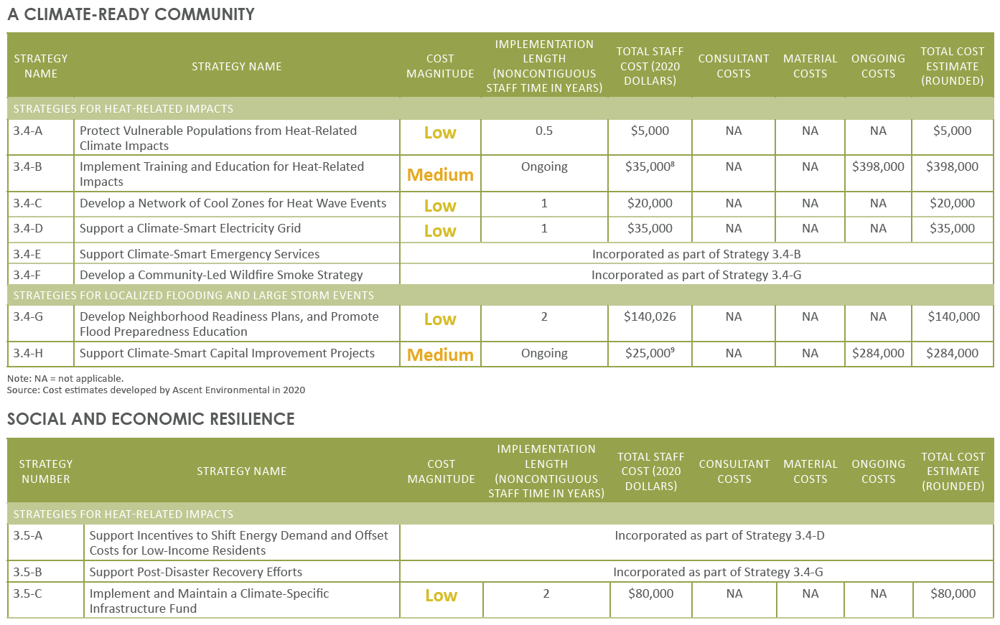 A CLIMATE-READY COMMUNITY
STRATEGY NAME | STRATEGY NAME | COST MAGNITUDE | IMPLEMENTATION LENGTH (NONCONTIGUOUS STAFF TIME IN YEARS) | TOTAL STAFF COST (2020 DOLLARS) | CONSULTANT COSTS | MATERIAL COSTS | ONGOING COSTS | TOTAL COST ESTIMATE (ROUNDED)
STRATEGIES FOR HEAT-RELATED IMPACTS
3.4-A | Protect Vulnerable Populations from Heat-Related Climate Impacts | Low | 0.5 | $5,000 | NA | NA | NA | $5,000
3.4-B | Implement Training and Education for Heat-Related Impacts | Medium | Ongoing | $35,000⁸ | NA | NA | $398,000 | $398,000
3.4-C | Develop a Network of Cool Zones for Heat Wave Events | Low | 1 | $20,000 | NA | NA | NA | $20,000
3.4-D | Support a Climate-Smart Electricity Grid | Low | 1 | $35,000 | NA | NA | NA | $35,000
3.4-E | Support Climate-Smart Emergency Services | Incorporated as part of Strategy 3.4-B
3.4-F | Develop a Community-Led Wildfire Smoke Strategy | Incorporated as part of Strategy 3.4-G
STRATEGIES FOR LOCALIZED FLOODING AND LARGE STORM EVENTS
3.4-G | Develop Neighborhood Readiness Plans, and Promote Flood Preparedness Education | Low | 2 | $140,026 | NA | NA | NA | $140,000
3.4-H | Support Climate-Smart Capital Improvement Projects | Medium | Ongoing | $25,000⁹ | NA | NA | $284,000 | $284,000
Note: NA = not applicable.
Source: Cost estimates developed by Ascent Environmental in 2020
SOCIAL AND ECONOMIC RESILIENCE
STRATEGY NUMBER | STRATEGY NAME | COST MAGNITUDE | IMPLEMENTATION LENGTH (NONCONTIGUOUS STAFF TIME IN YEARS) | TOTAL STAFF COST (2020 DOLLARS) | CONSULTANT COSTS | MATERIAL COSTS | ONGOING COSTS | TOTAL COST ESTIMATE (ROUNDED)
STRATEGIES FOR HEAT-RELATED IMPACTS
3.5-A | Support Incentives to Shift Energy Demand and Offset Costs for Low-Income Residents | Incorporated as part of Strategy 3.4-D
3.5-B | Support Post-Disaster Recovery Efforts | Incorporated as part of Strategy 3.4-G
3.5-C | Implement and Maintain a Climate-Specific Infrastructure Fund | Low | 2 | $80,000 | NA | NA | NA | $80,000